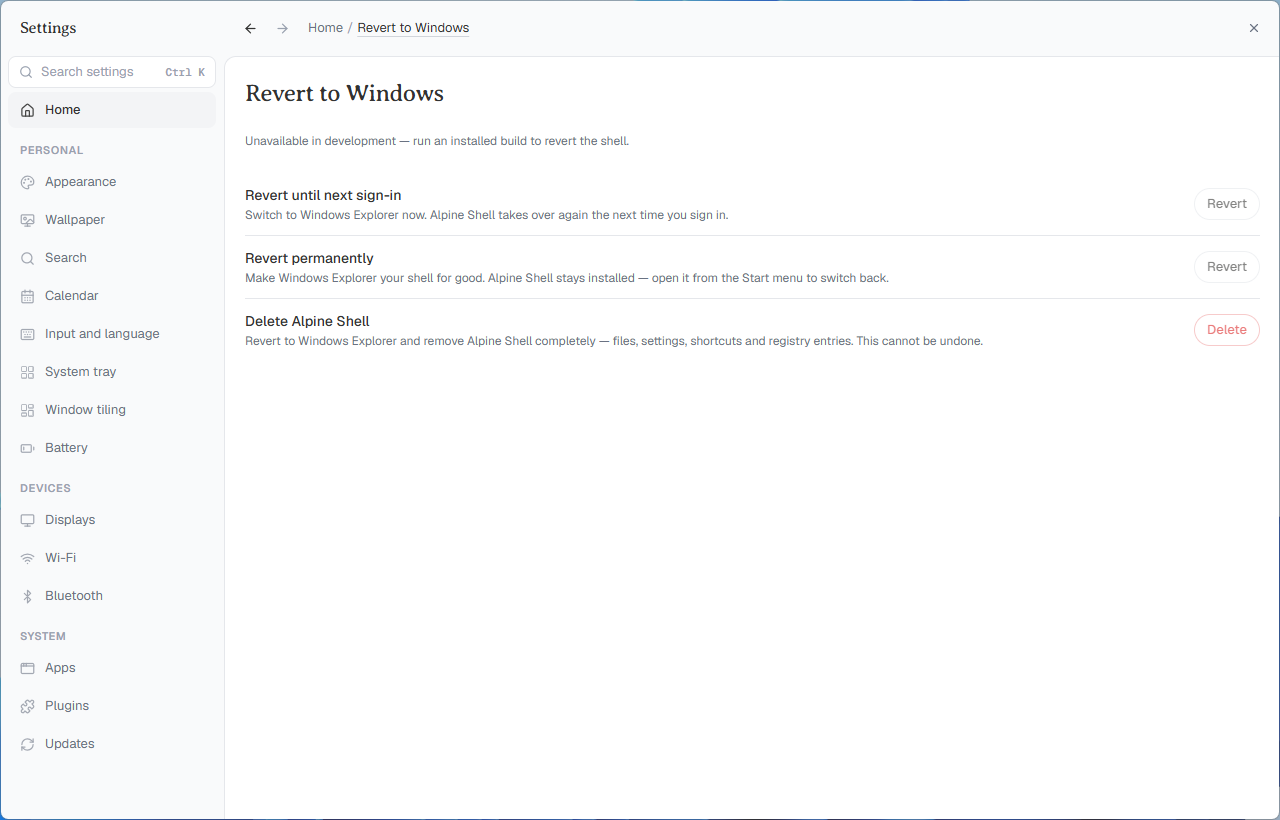 Settings
Home / Revert to Windows
Search settings Ctrl K
Home
PERSONAL
Appearance
Wallpaper
Search
Calendar
Input and language
System tray
Window tiling
Battery
DEVICES
Displays
Wi-Fi
Bluetooth
SYSTEM
Apps
Plugins
Updates
Revert to Windows
Unavailable in development — run an installed build to revert the shell.
Revert until next sign-in
Switch to Windows Explorer now. Alpine Shell takes over again the next time you sign in.
Revert
Revert permanently
Make Windows Explorer your shell for good. Alpine Shell stays installed — open it from the Start menu to switch back.
Revert
Delete Alpine Shell
Revert to Windows Explorer and remove Alpine Shell completely — files, settings, shortcuts and registry entries. This cannot be undone.
Delete